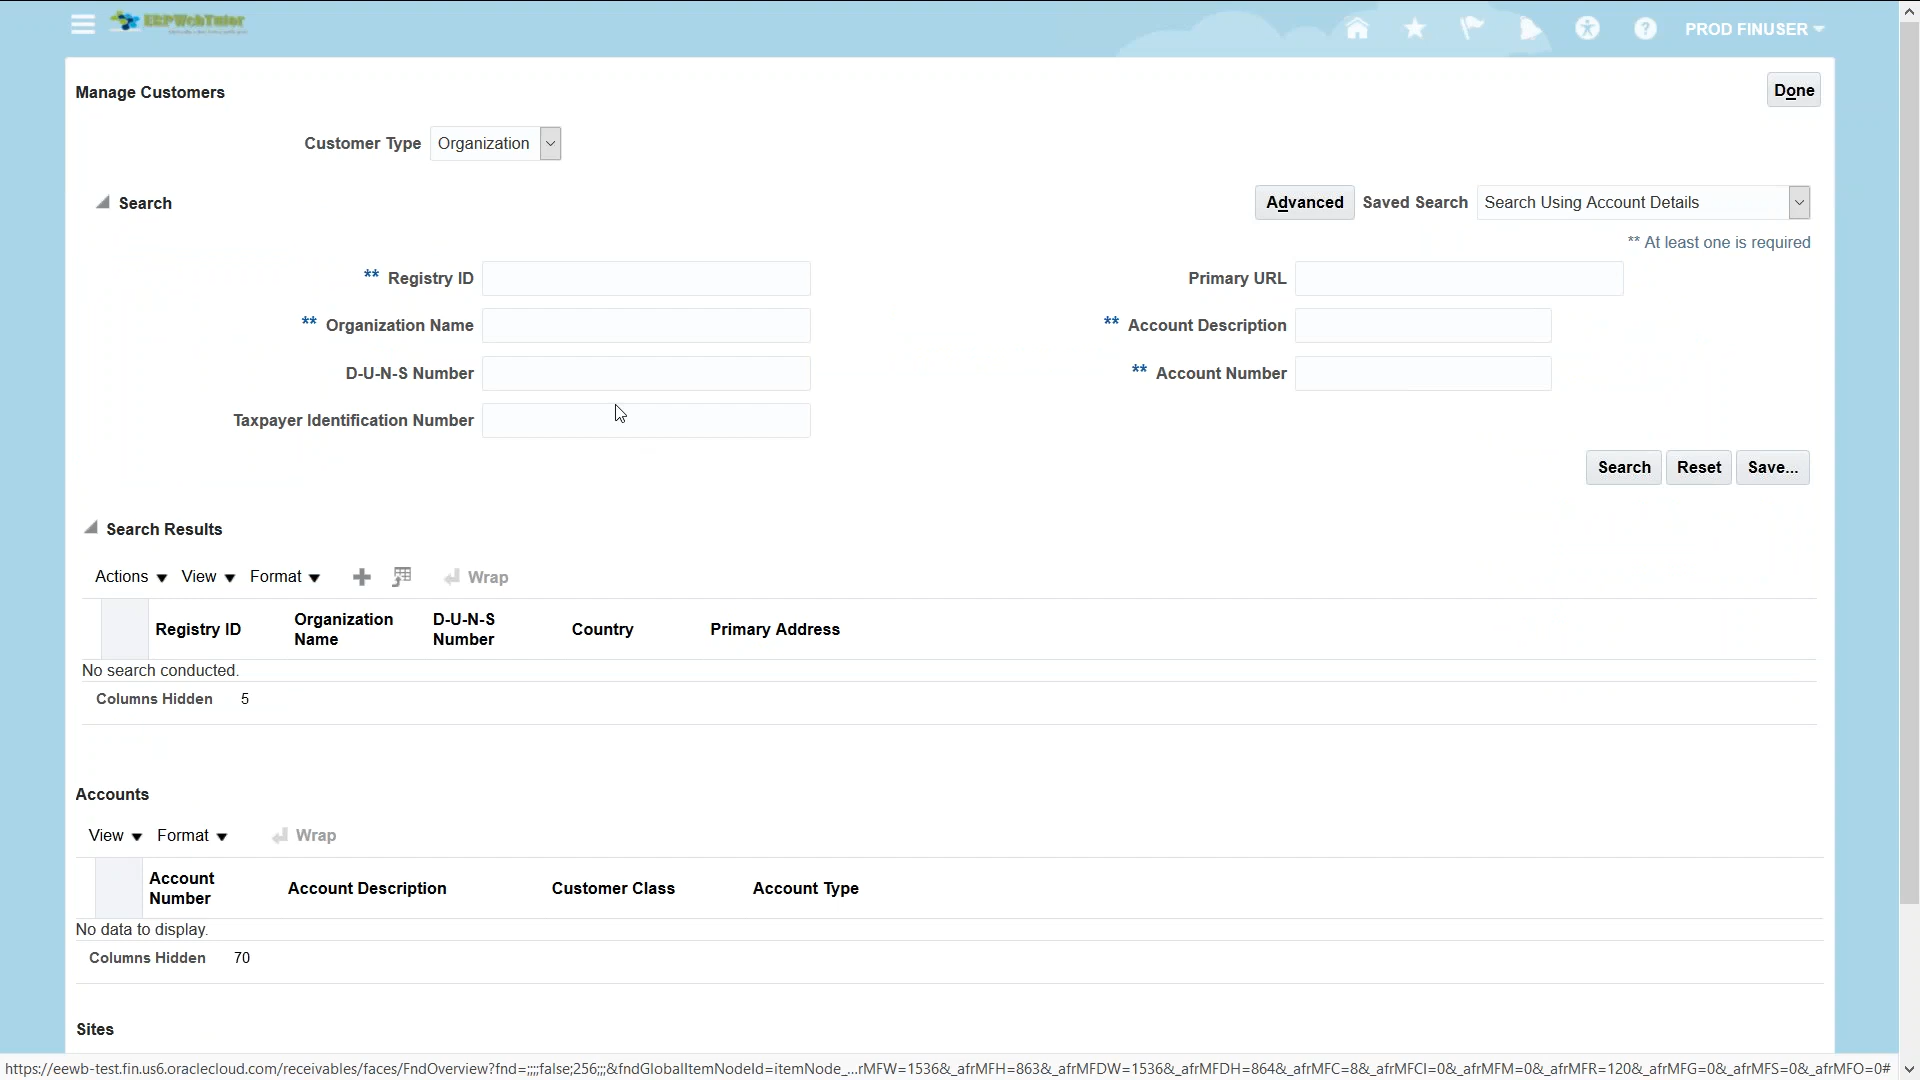 ERPWebTutor
PROD FINUSER
Manage Customers
Done
Customer Type Organization
Search
Advanced Saved Search Search Using Account Details
** At least one is required
** Registry ID
Primary URL
** Organization Name
** Account Description
D-U-N-S Number
** Account Number
Taxpayer Identification Number
Search Reset Save...
Search Results
Actions View Format Wrap
Registry ID Organization Name D-U-N-S Number Country Primary Address
No search conducted.
Columns Hidden 5
Accounts
View Format Wrap
Account Number Account Description Customer Class Account Type
No data to display.
Columns Hidden 70
Sites
https://eewb-test.fin.us6.oraclecloud.com/receivables/faces/FndOverview?fnd=;;;;false;256;;;&fndGlobalItemNodeId=itemNode_...rMFW=1536&_afrMFH=863&_afrMFDW=1536&_afrMFDH=864&_afrMFC=8&_afrMFCI=0&_afrMFM=0&_afrMFR=120&_afrMFG=0&_afrMFS=0&_afrMFO=0#